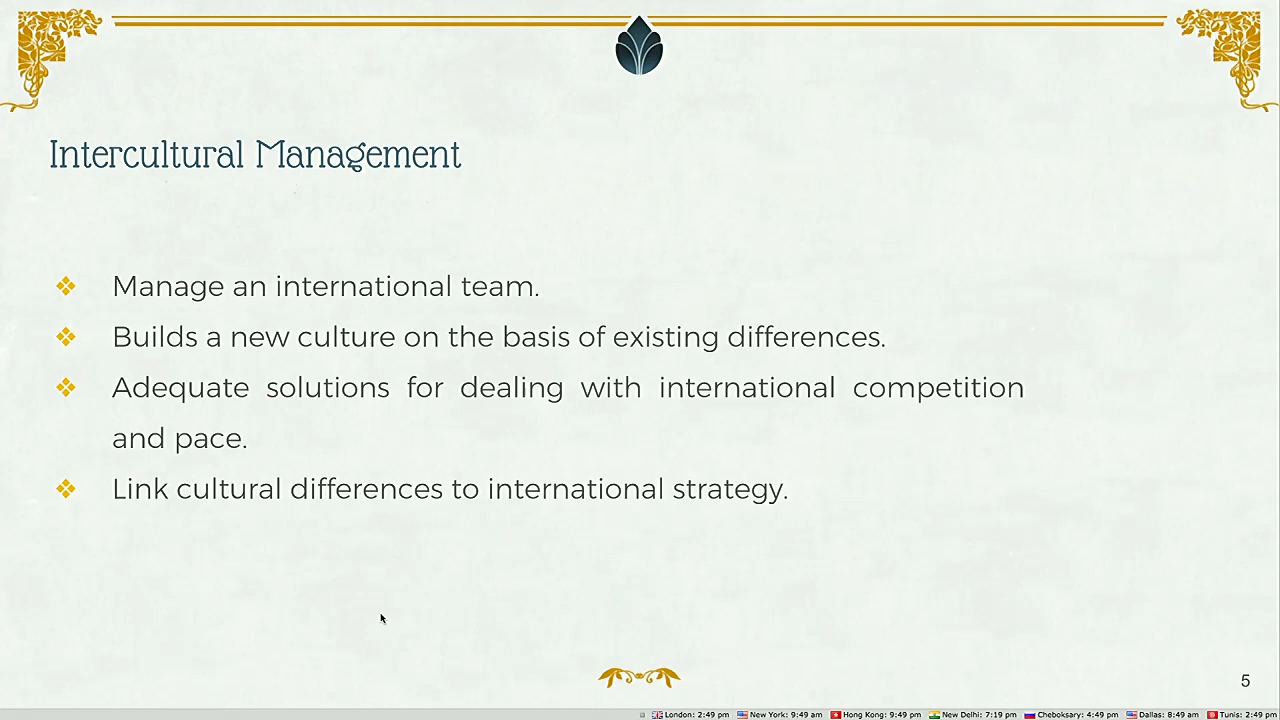 Intercultural Management
Manage an international team.
Builds a new culture on the basis of existing differences.
Adequate solutions for dealing with international competition
and pace.
Link cultural differences to international strategy.
5
London: 2:49 pm New York: 9:49 am Hong Kong: 9:49 pm New Delhi: 7:19 pm Cheboksary: 4:49 pm Dallas: 8:49 am Tunis: 2:49 pm